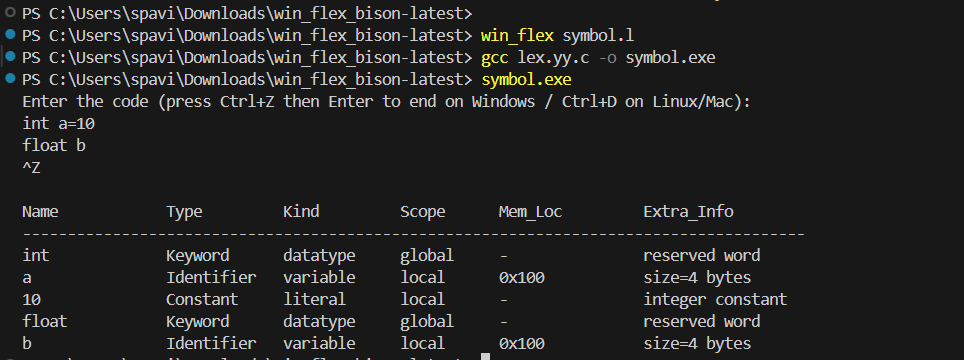 PS C:\Users\spavi\Downloads\win_flex_bison-latest>
PS C:\Users\spavi\Downloads\win_flex_bison-latest> win_flex symbol.l
PS C:\Users\spavi\Downloads\win_flex_bison-latest> gcc lex.yy.c -o symbol.exe
PS C:\Users\spavi\Downloads\win_flex_bison-latest> symbol.exe
Enter the code (press Ctrl+Z then Enter to end on Windows / Ctrl+D on Linux/Mac):
int a=10
float b
^Z
Name Type Kind Scope Mem_Loc Extra_Info
---------------------------------------------------------------------------------------
int Keyword datatype global - reserved word
a Identifier variable local 0x100 size=4 bytes
10 Constant literal local - integer constant
float Keyword datatype global - reserved word
b Identifier variable local 0x100 size=4 bytes